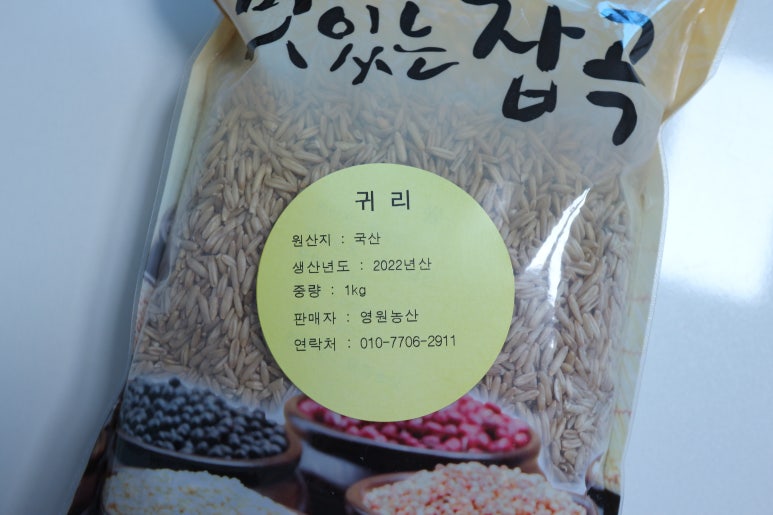 맛있는 잡곡
귀 리
원산지 : 국산
생산년도 : 2022년산
중량 : 1kg
판매자 : 영원농산
연락처 : 010-7706-2911